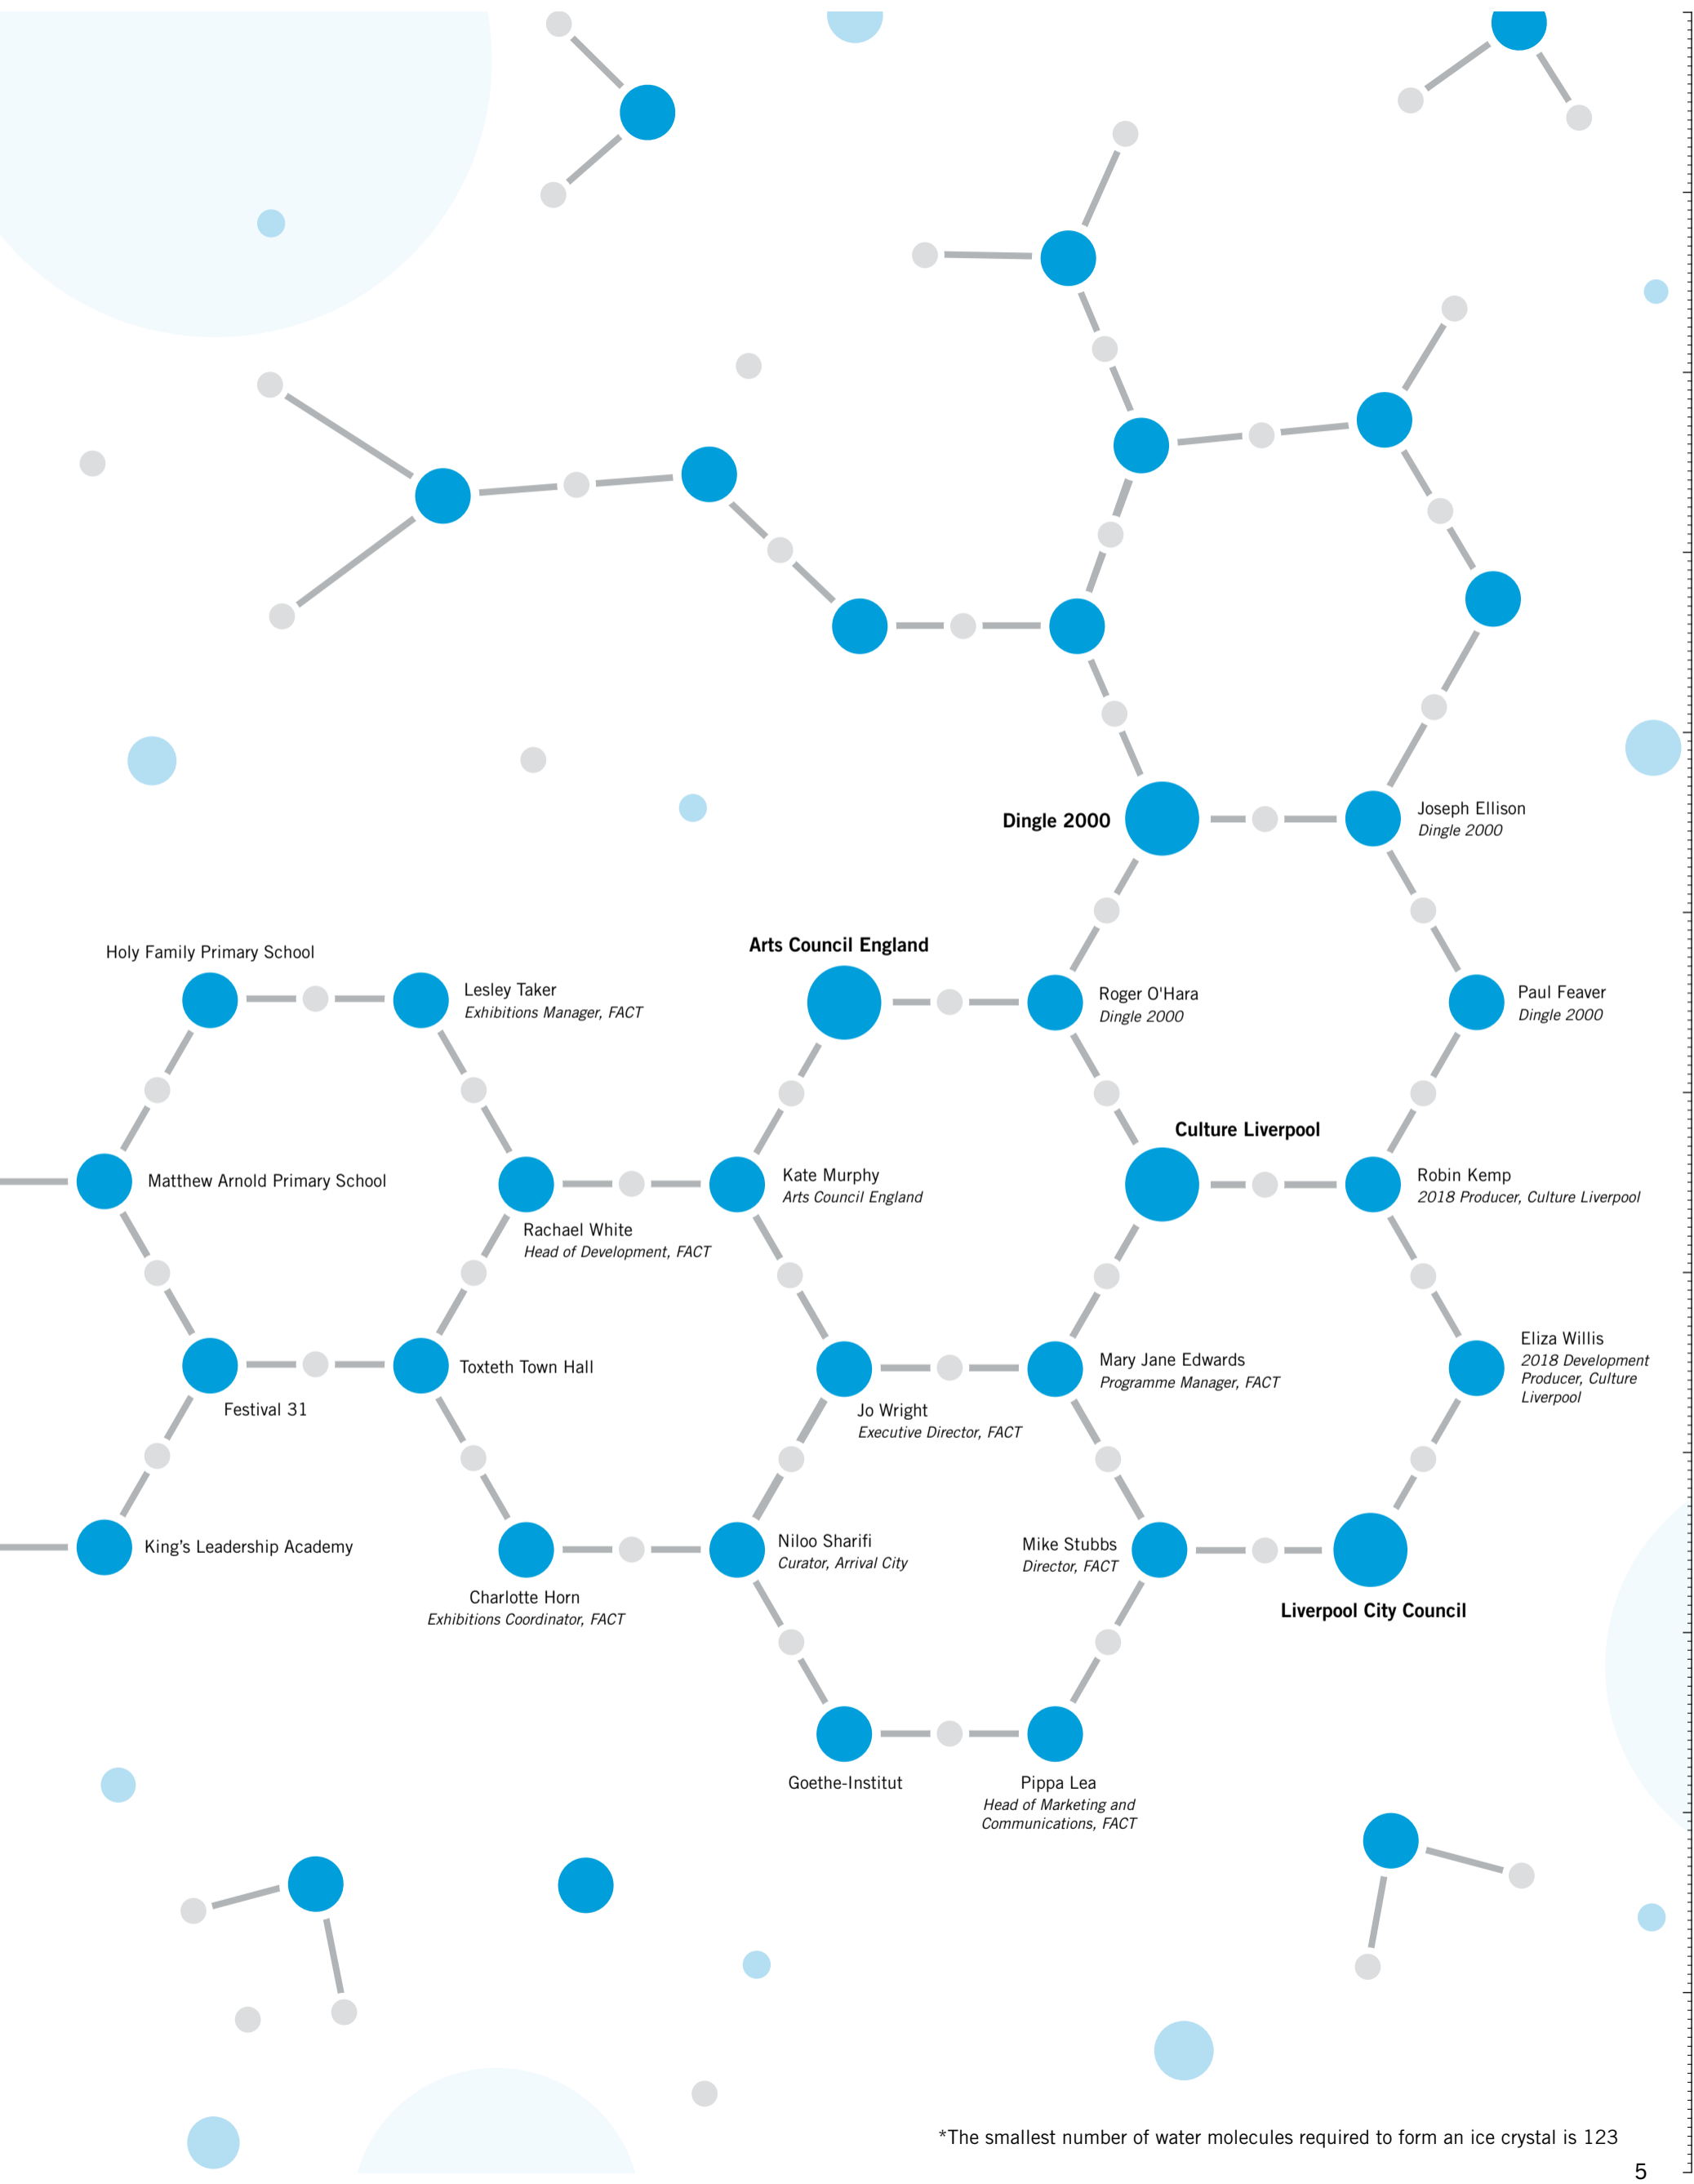 Dingle 2000
Joseph Ellison
Dingle 2000
Holy Family Primary School
Arts Council England
Lesley Taker
Exhibitions Manager, FACT
Roger O'Hara
Dingle 2000
Paul Feaver
Dingle 2000
Culture Liverpool
Matthew Arnold Primary School
Kate Murphy
Arts Council England
Robin Kemp
2018 Producer, Culture Liverpool
Rachael White
Head of Development, FACT
Eliza Willis
2018 Development
Producer, Culture
Liverpool
Toxteth Town Hall
Mary Jane Edwards
Programme Manager, FACT
Festival 31
Jo Wright
Executive Director, FACT
King’s Leadership Academy
Niloo Sharifi
Curator, Arrival City
Mike Stubbs
Director, FACT
Charlotte Horn
Exhibitions Coordinator, FACT
Liverpool City Council
Goethe-Institut
Pippa Lea
Head of Marketing and
Communications, FACT
*The smallest number of water molecules required to form an ice crystal is 123
5